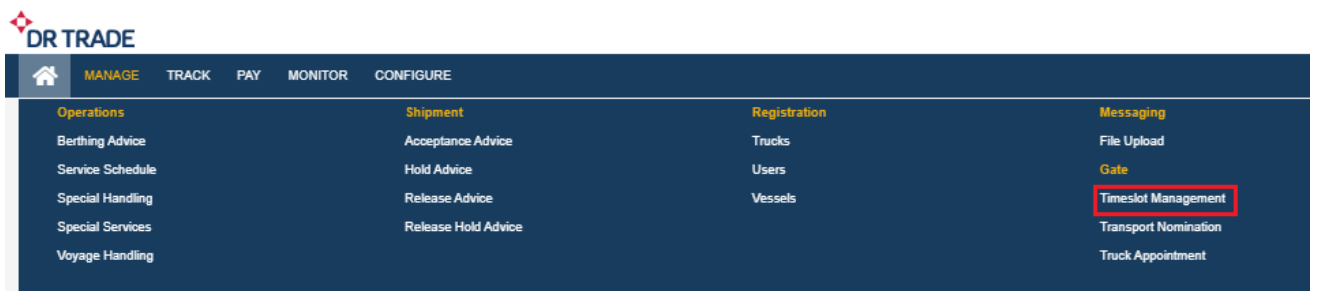 DR TRADE
MANAGE TRACK PAY MONITOR CONFIGURE
Operations
Berthing Advice
Service Schedule
Special Handling
Special Services
Voyage Handling
Shipment
Acceptance Advice
Hold Advice
Release Advice
Release Hold Advice
Registration
Trucks
Users
Vessels
Messaging
File Upload
Gate
Timeslot Management
Transport Nomination
Truck Appointment